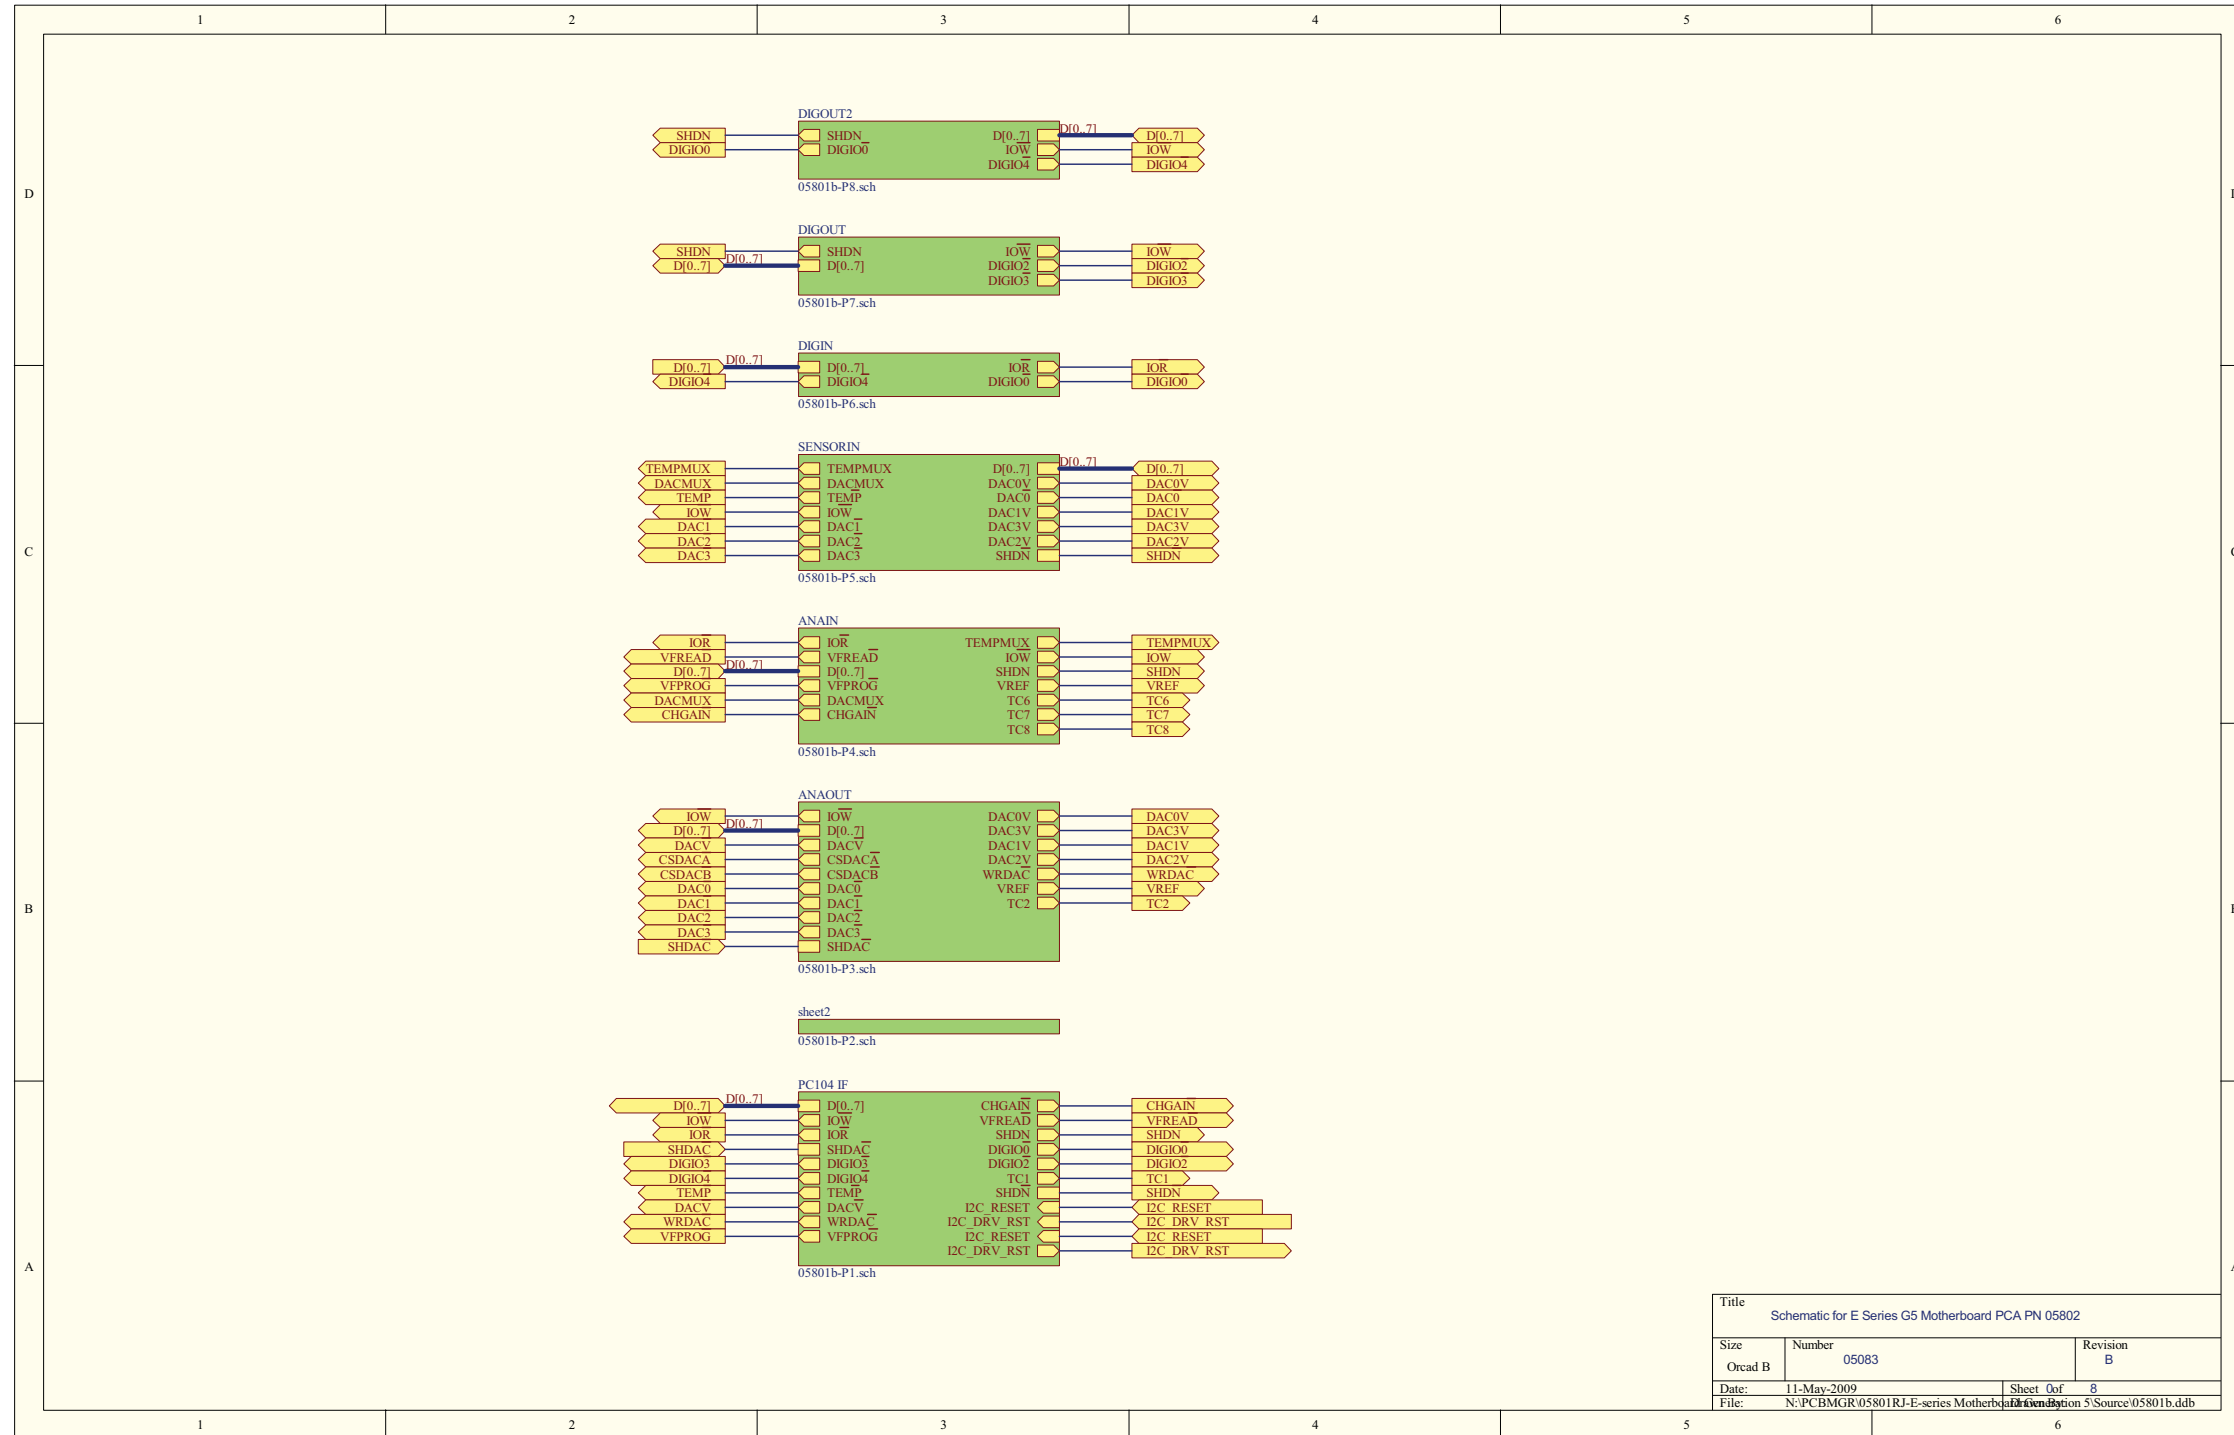 1 2 3 4 5 6
DIGOUT2
SHDN SHDN D[0..7] D[0..7] D[0..7]
DIGIO0 DIGIO0 IOW IOW
DIGIO4 DIGIO4
05801b-P8.sch
D
DIGOUT
SHDN SHDN IOW IOW
D[0..7] D[0..7] D[0..7] DIGIO2 DIGIO2
DIGIO3 DIGIO3
05801b-P7.sch
DIGIN
D[0..7] D[0..7] D[0..7] IOR IOR
DIGIO4 DIGIO4 DIGIO0 DIGIO0
05801b-P6.sch
SENSORIN
TEMPMUX TEMPMUX D[0..7] D[0..7] D[0..7]
DACMUX DACMUX DAC0V DAC0V
TEMP TEMP DAC0 DAC0
IOW IOW DAC1V DAC1V
DAC1 DAC1 DAC3V DAC3V
DAC2 DAC2 DAC2V DAC2V
DAC3 DAC3 SHDN SHDN
C
05801b-P5.sch
ANAIN
IOR IOR TEMPMUX TEMPMUX
VFREAD VFREAD IOW IOW
D[0..7] D[0..7] D[0..7] SHDN SHDN
VFPROG VFPROG VREF VREF
DACMUX DACMUX TC6 TC6
CHGAIN CHGAIN TC7 TC7
TC8 TC8
05801b-P4.sch
ANAOUT
IOW IOW DAC0V DAC0V
D[0..7] D[0..7] D[0..7] DAC3V DAC3V
DACV DACV DAC1V DAC1V
CSDACA CSDACA DAC2V DAC2V
CSDACB CSDACB WRDAC WRDAC
DAC0 DAC0 VREF VREF
DAC1 DAC1 TC2 TC2
B
DAC2 DAC2
DAC3 DAC3
SHDAC SHDAC
05801b-P3.sch
sheet2
05801b-P2.sch
PC104 IF
D[0..7] D[0..7] D[0..7] CHGAIN CHGAIN
IOW IOW VFREAD VFREAD
IOR IOR SHDN SHDN
SHDAC SHDAC DIGIO0 DIGIO0
DIGIO3 DIGIO3 DIGIO2 DIGIO2
DIGIO4 DIGIO4 TC1 TC1
TEMP TEMP SHDN SHDN
DACV DACV I2C_RESET I2C_RESET
WRDAC WRDAC I2C_DRV_RST I2C_DRV_RST
VFPROG VFPROG I2C_RESET I2C_RESET
I2C_DRV_RST I2C_DRV_RST
A
05801b-P1.sch
Title
Schematic for E Series G5 Motherboard PCA PN 05802
Size Number Revision
Orcad B 05083 B
Date: 11-May-2009 Sheet 0 of 8
File: N:\PCBMGR\05801RJ-E-series Motherboard Generation 5\Source\05801b.ddb
Drawn By:
1 2 3 4 5 6